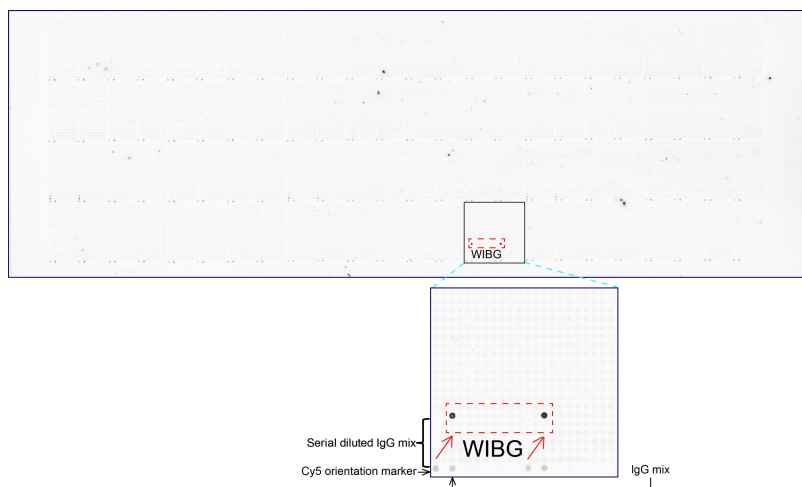 WIBG
Serial diluted IgG mix
WIBG
Cy5 orientation marker
IgG mix